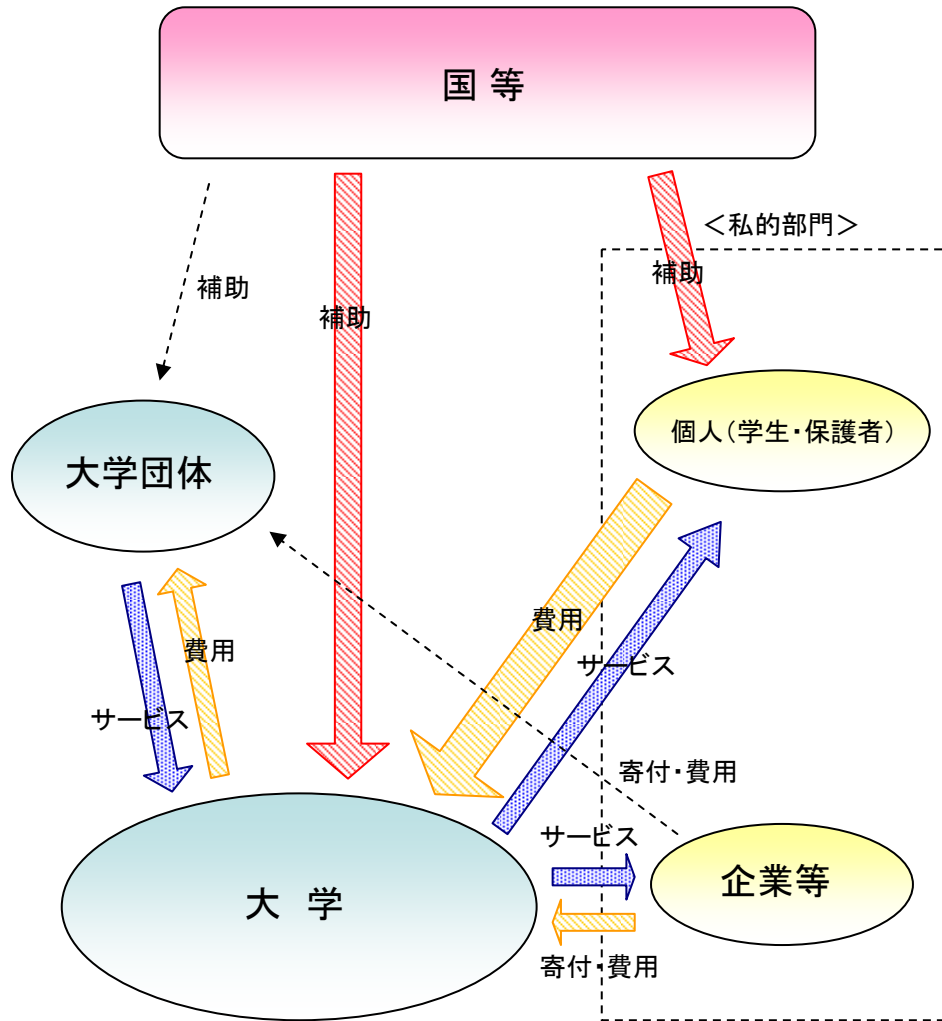 国 等
＜私的部門＞
補助
補助
補助
個人（学生・保護者）
大学団体
費用
費用
サービス
サービス
寄付・費用
サービス
企業等
大 学
寄付・費用